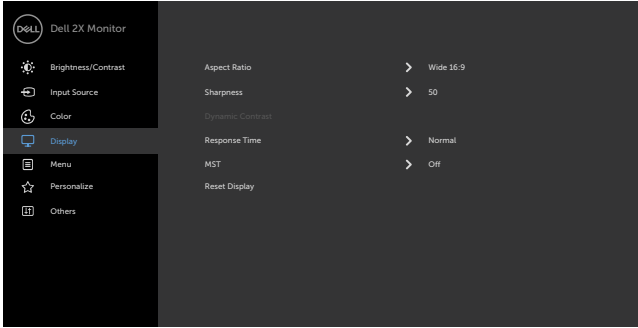 DELL Dell 2X Monitor
Brightness/Contrast Aspect Ratio Wide 16:9
Input Source Sharpness 50
Color Dynamic Contrast
Display Response Time Normal
Menu MST Off
Personalize Reset Display
Others